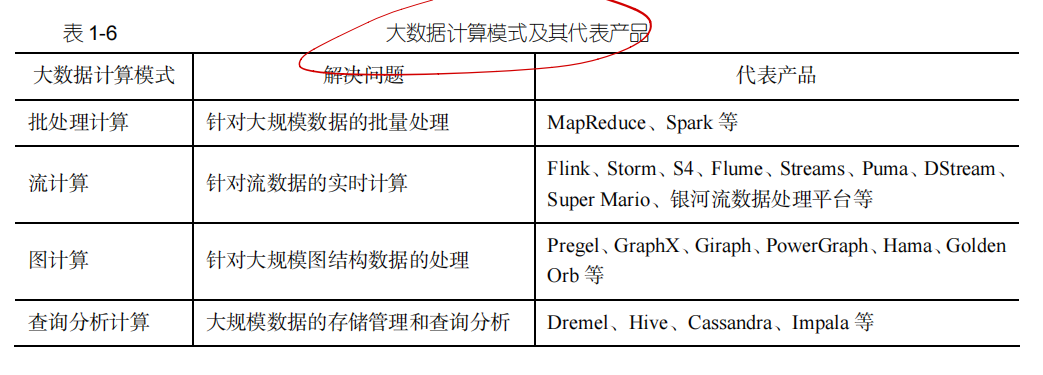 表 1-6 大数据计算模式及其代表产品
大数据计算模式 解决问题 代表产品
批处理计算 针对大规模数据的批量处理 MapReduce、Spark 等
流计算 针对流数据的实时计算 Flink、Storm、S4、Flume、Streams、Puma、DStream、
Super Mario、银河流数据处理平台等
图计算 针对大规模图结构数据的处理 Pregel、GraphX、Giraph、PowerGraph、Hama、Golden
Orb 等
查询分析计算 大规模数据的存储管理和查询分析 Dremel、Hive、Cassandra、Impala 等